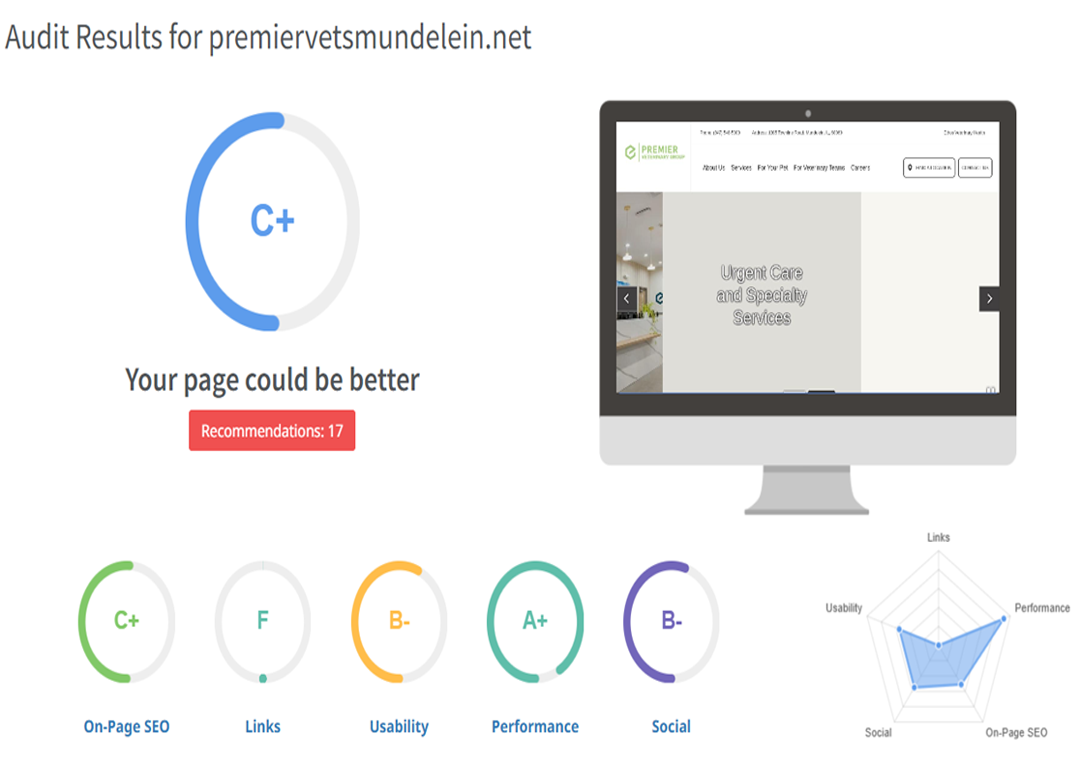 Audit Results for premiervetsmundelein.net
C+
Your page could be better
Recommendations: 17
PREMIER
VETERINARY GROUP
About Us Services For Your Pet For Veterinary Teams Careers
Urgent Care
and Specialty
Services
C+
F
B-
A+
B-
On-Page SEO
Links
Usability
Performance
Social
Links
Usability
Performance
Social
On-Page SEO